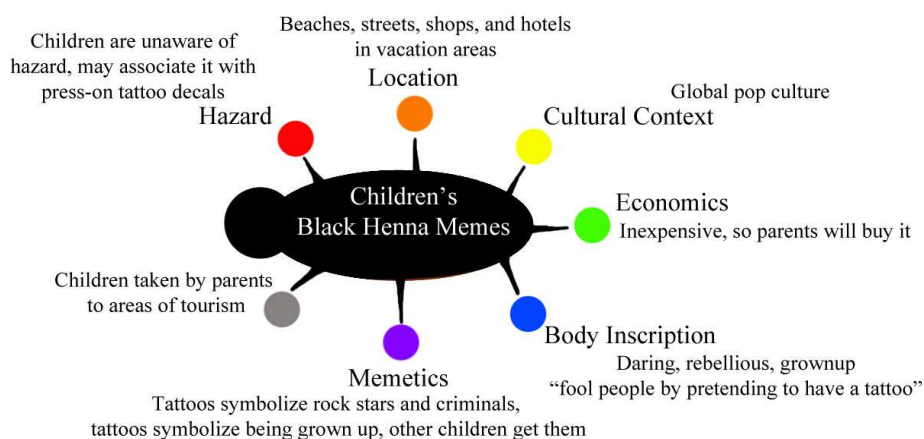 Children are unaware of
hazard, may associate it with
press-on tattoo decals
Hazard
Beaches, streets, shops, and hotels
in vacation areas
Location
Global pop culture
Cultural Context
Children's
Black Henna Memes
Economics
Inexpensive, so parents will buy it
Children taken by parents
to areas of tourism
Body Inscription
Daring, rebellious, grownup
“fool people by pretending to have a tattoo”
Memetics
Tattoos symbolize rock stars and criminals,
tattoos symbolize being grown up, other children get them